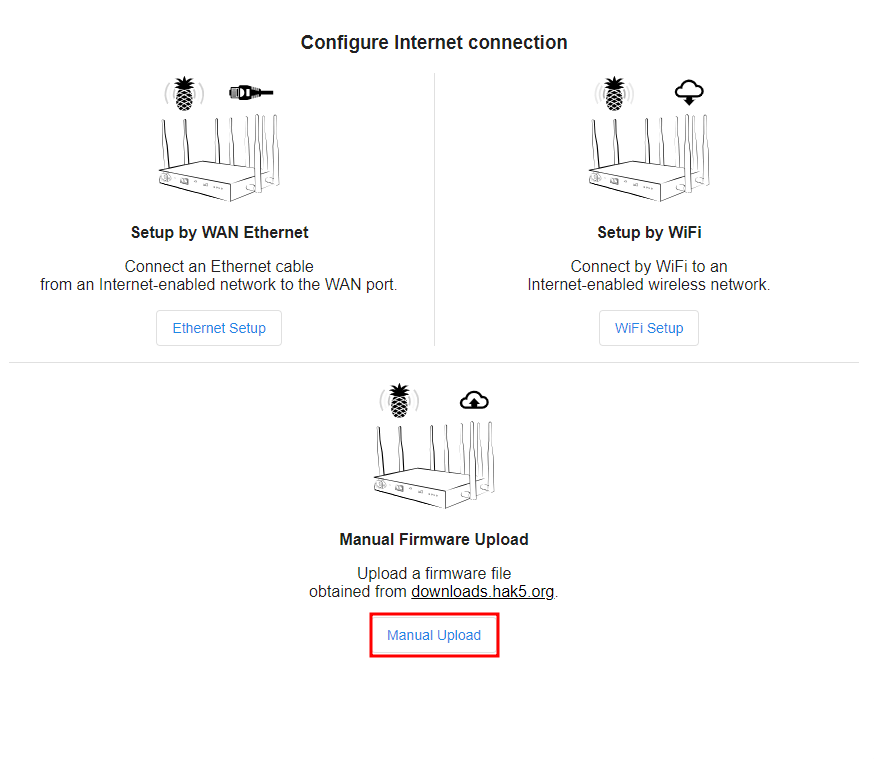 Configure Internet connection
Setup by WAN Ethernet
Connect an Ethernet cable
from an Internet-enabled network to the WAN port.
Ethernet Setup
Setup by WiFi
Connect by WiFi to an
Internet-enabled wireless network.
WiFi Setup
Manual Firmware Upload
Upload a firmware file
obtained from downloads.hak5.org.
Manual Upload